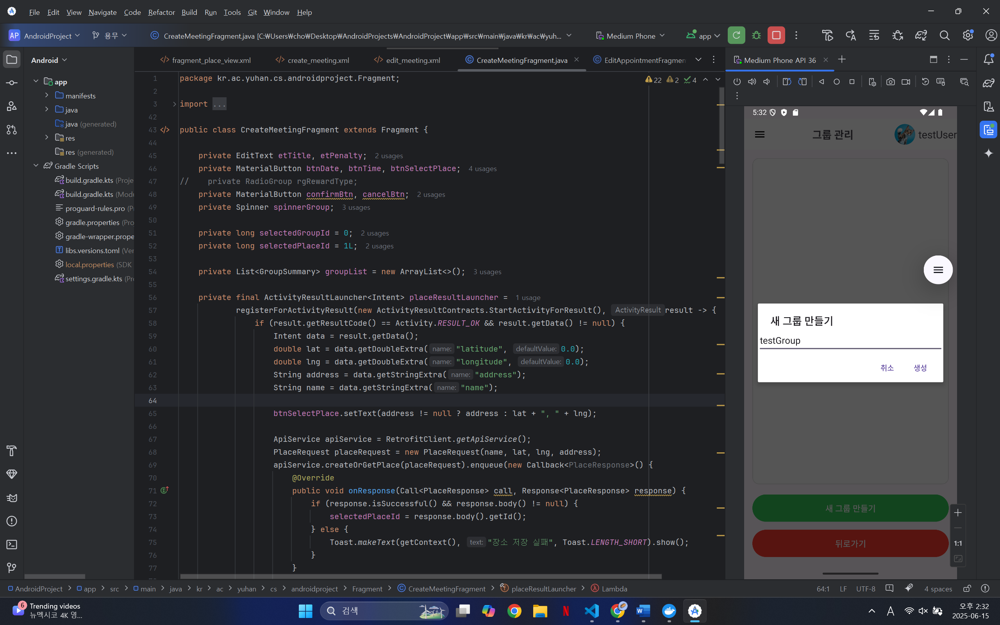 File Edit View Navigate Code Refactor Build Run Tools Git Window Help
AP AndroidProject 용무 CreateMeetingFragment.java [C:₩Users₩cho₩Desktop₩AndroidProjects₩AndroidProject₩app₩src₩main₩java₩kr₩ac₩yuh... Medium Phone app
Android
app
manifests
java
java (generated)
res
res (generated)
Gradle Scripts
build.gradle.kts (Proje
build.gradle.kts (Modu
proguard-rules.pro (P
gradle.properties (Pro
gradle-wrapper.prope
libs.versions.toml (Ver
local.properties (SDK
settings.gradle.kts (Pr
fragment_place_view.xml create_meeting.xml edit_meeting.xml CreateMeetingFragment.java EditAppointmentFragmen
22 2 4
1 package kr.ac.yuhan.cs.androidproject.Fragment;
2
3 import ...
42
43 public class CreateMeetingFragment extends Fragment {
44
45 private EditText etTitle, etPenalty; 2 usages
46 private MaterialButton btnDate, btnTime, btnSelectPlace; 4 usages
47 // private RadioGroup rgRewardType;
48 private MaterialButton confirmBtn, cancelBtn; 2 usages
49 private Spinner spinnerGroup; 3 usages
50
51 private long selectedGroupId = 0; 2 usages
52 private long selectedPlaceId = 1L; 2 usages
53
54 private List<GroupSummary> groupList = new ArrayList<>(); 3 usages
55
56 private final ActivityResultLauncher<Intent> placeResultLauncher = 1 usage
57 registerForActivityResult(new ActivityResultContracts.StartActivityForResult(), ActivityResult result -> {
58 if (result.getResultCode() == Activity.RESULT_OK && result.getData() != null) {
59 Intent data = result.getData();
60 double lat = data.getDoubleExtra( name: "latitude", defaultValue: 0.0);
61 double lng = data.getDoubleExtra( name: "longitude", defaultValue: 0.0);
62 String address = data.getStringExtra( name: "address");
63 String name = data.getStringExtra( name: "name");
64
65 btnSelectPlace.setText(address != null ? address : lat + ", " + lng);
66
67 ApiService apiService = RetrofitClient.getApiService();
68 PlaceRequest placeRequest = new PlaceRequest(name, lat, lng, address);
69 apiService.createOrGetPlace(placeRequest).enqueue(new Callback<PlaceResponse>() {
70 @Override
71 public void onResponse(Call<PlaceResponse> call, Response<PlaceResponse> response) {
72 if (response.isSuccessful() && response.body() != null) {
73 selectedPlaceId = response.body().getId();
74 } else {
75 Toast.makeText(getContext(), text: "장소 저장 실패", Toast.LENGTH_SHORT).show();
76 }
77 }
Medium Phone API 36
5:32
그룹 관리 testUser
새 그룹 만들기
testGroup
취소 생성
새 그룹 만들기
뒤로가기
1:1
AndroidProject > app > src > main > java > kr > ac > yuhan > cs > androidproject > Fragment > CreateMeetingFragment > placeResultLauncher > Lambda
64:1 LF UTF-8 4 spaces
6 Trending videos
뉴멕시코 4K 영...
검색
A 오후 2:32
2025-06-15